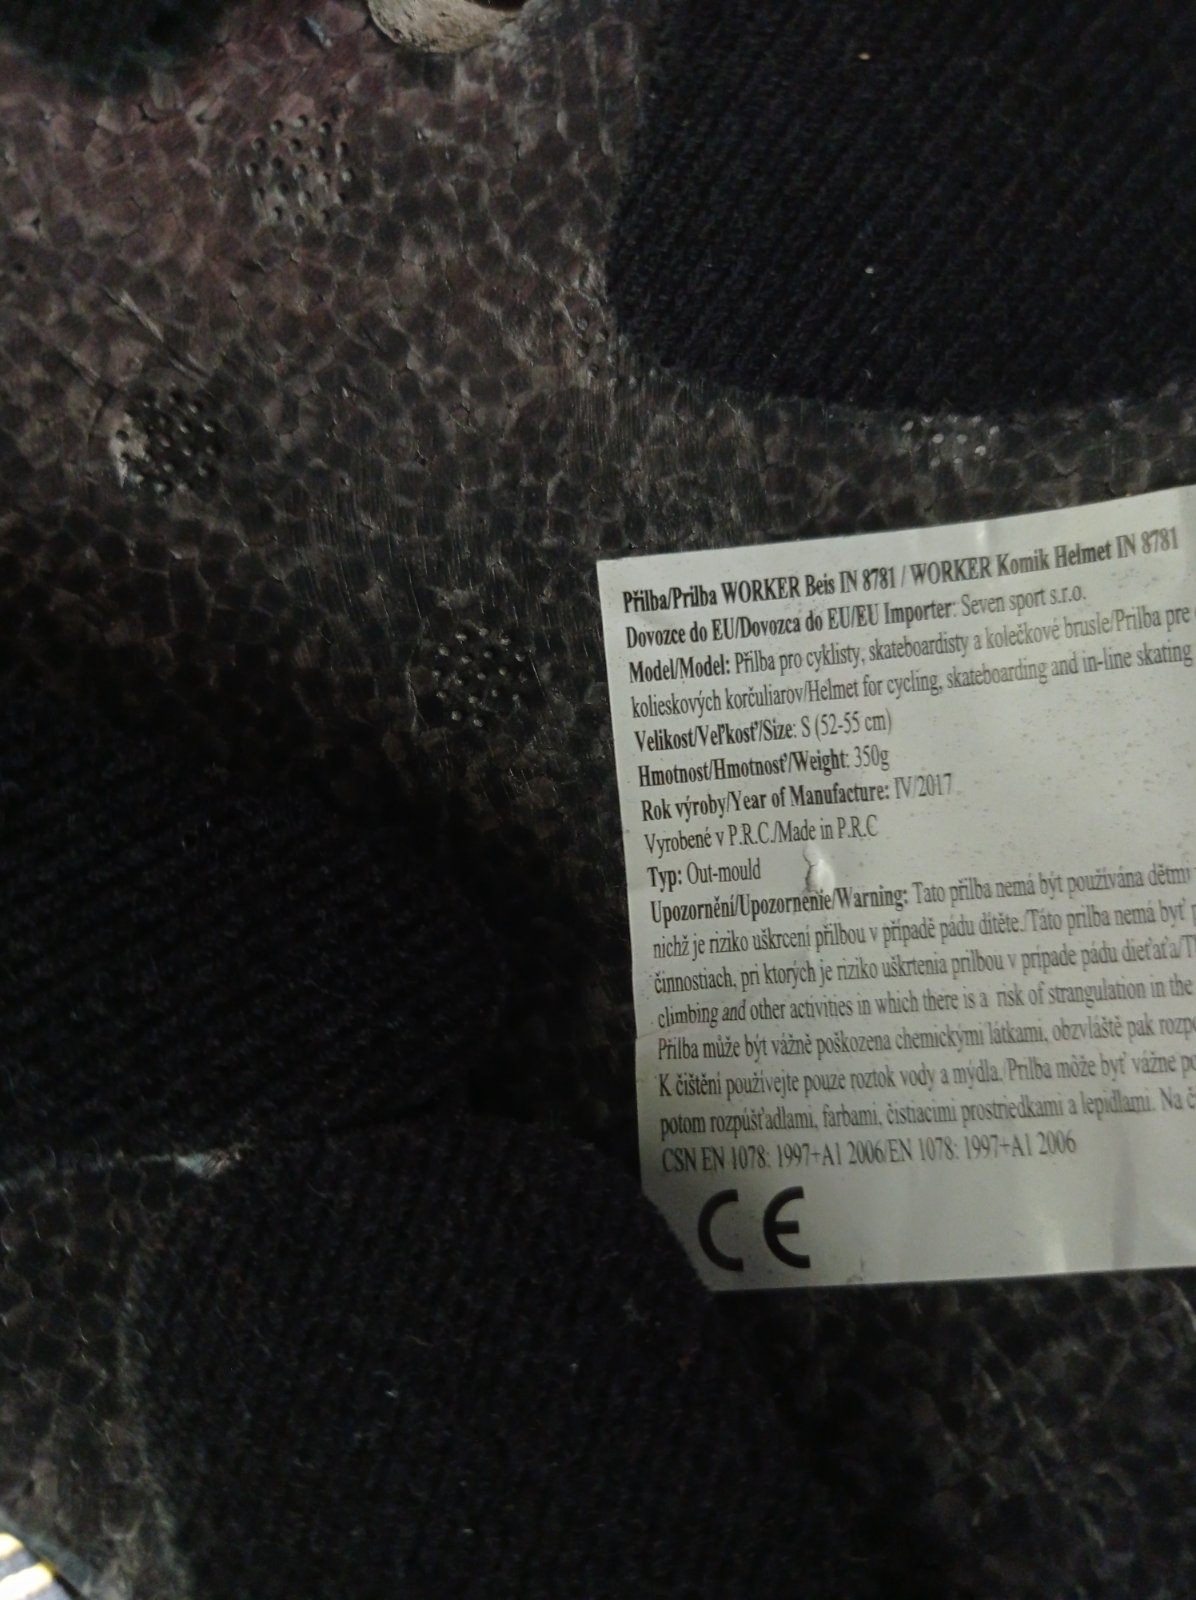 Přilba/Prilba WORKER Beis IN 8781 / WORKER Komik Helmet IN 8781
Dovozce do EU/Dovozca do EU/EU Importer: Seven sport s.r.o.
Model/Model: Přilba pro cyklisty, skateboardisty a kolečkové brusle/Prilba pre
kolieskových korčuliarov/Helmet for cycling, skateboarding and in-line skating
Velikost/Veľkosť/Size: S (52-55 cm)
Hmotnost/Hmotnosť/Weight: 350g
Rok výroby/Year of Manufacture: IV/2017
Vyrobené v P.R.C./Made in P.R.C
Typ: Out-mould
Upozornění/Upozornenie/Warning: Tato přilba nemá být používána dětmi
nichž je riziko uškrcení přilbou v případě pádu dítěte./Táto prilba nemá byť
činnostiach, pri ktorých je riziko uškrtenia prilbou v prípade pádu dieťaťa/
climbing and other activities in which there is a risk of strangulation in the
Přilba může být vážně poškozena chemickými látkami, obzvláště pak
K čištění používejte pouze roztok vody a mýdla./Prilba môže byť vážne
potom rozpúšťadlami, farbami, čistiacimi prostriedkami a lepidlami. Na
CSN EN 1078: 1997+A1 2006/EN 1078: 1997+A1 2006
CE